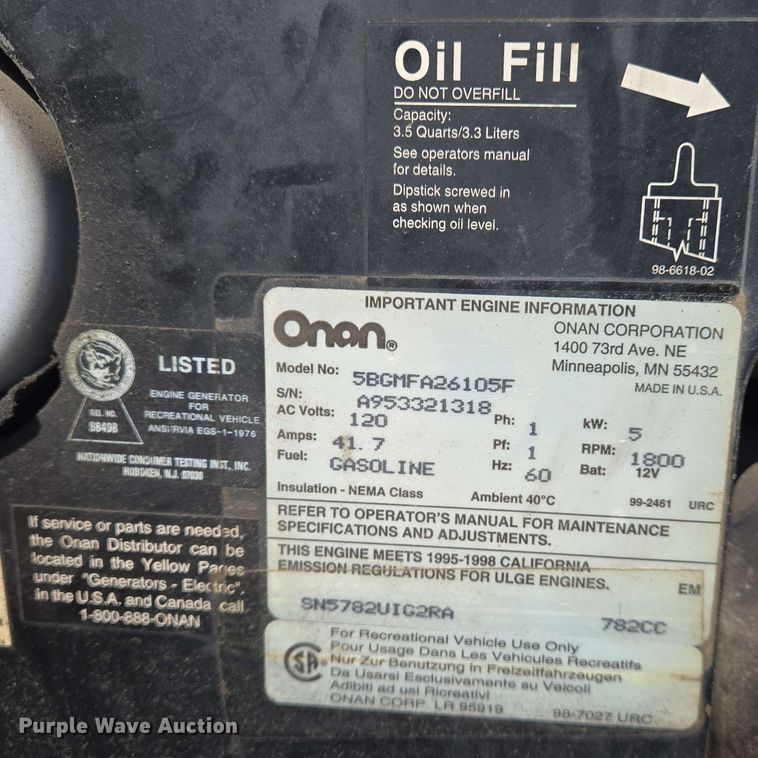 Oil Fill
DO NOT OVERFILL
Capacity:
3.5 Quarts/3.3 Liters
See operators manual
for details.
Dipstick screwed in
as shown when
checking oil level.
98-6618-02
LISTED
ENGINE GENERATOR
FOR
RECREATIONAL VEHICLE
ANSI/RVIA EGS-1-1976
REL. NO.
SB49B
NATIONWIDE CONSUMER TESTING INST., INC.
HOBOKEN, N.J. 07030
IMPORTANT ENGINE INFORMATION
Onan®
ONAN CORPORATION
1400 73rd Ave. NE
Minneapolis, MN 55432
MADE IN U.S.A.
Model No: 5BGMFA26105F
S/N: A953321318
AC Volts: 120 Ph: 1 kW: 5
Amps: 41.7 Pf: 1 RPM: 1800
Fuel: GASOLINE Hz: 60 Bat: 12V
Insulation - NEMA Class Ambient 40°C 99-2461 URC
REFER TO OPERATOR'S MANUAL FOR MAINTENANCE
SPECIFICATIONS AND ADJUSTMENTS.
THIS ENGINE MEETS 1995-1998 CALIFORNIA
EMISSION REGULATIONS FOR ULGE ENGINES. EM
SN5782UIG2RA 782CC
If service or parts are needed,
the Onan Distributor can be
located in the Yellow Pages
under "Generators - Electric",
in the U.S.A. and Canada call
1-800-888-ONAN
For Recreational Vehicle Use Only
Pour Usage Dans Les Vehicules Recreatifs
Nur Zur Benutzung in Freizeitfahrzeugen
Da Usarsi Esclusivamente su Veicoli
Adibiti ad usi Ricreativi
ONAN CORP. LR 95919 98-7027 URC
Purple Wave Auction